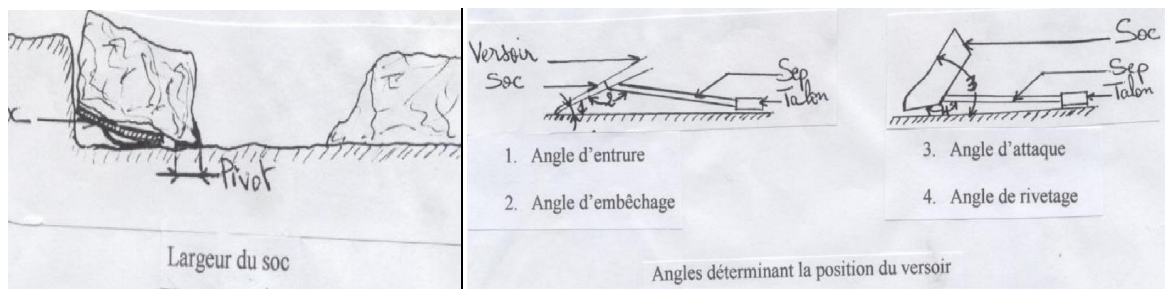 Pivot
Largeur du soc
Versoir
Soc
Sep
Talon
1
2
1. Angle d'entrure
2. Angle d'embêchage
Soc
Sep
Talon
3
4
3. Angle d'attaque
4. Angle de rivetage
Angles déterminant la position du versoir